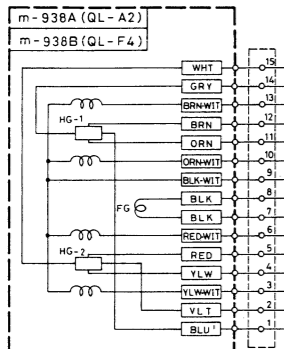 m-938A (QL-A2)
m-938B (QL-F4)
WHT 15
GRY 14
BRN-WIT 13
HG-1
BRN 12
ORN 11
ORN-WIT 10
BLK-WIT 9
BLK 8
FG
BLK 7
RED-WIT 6
HG-2
RED 5
YLW 4
YLW-WIT 3
VLT 2
BLU' 1